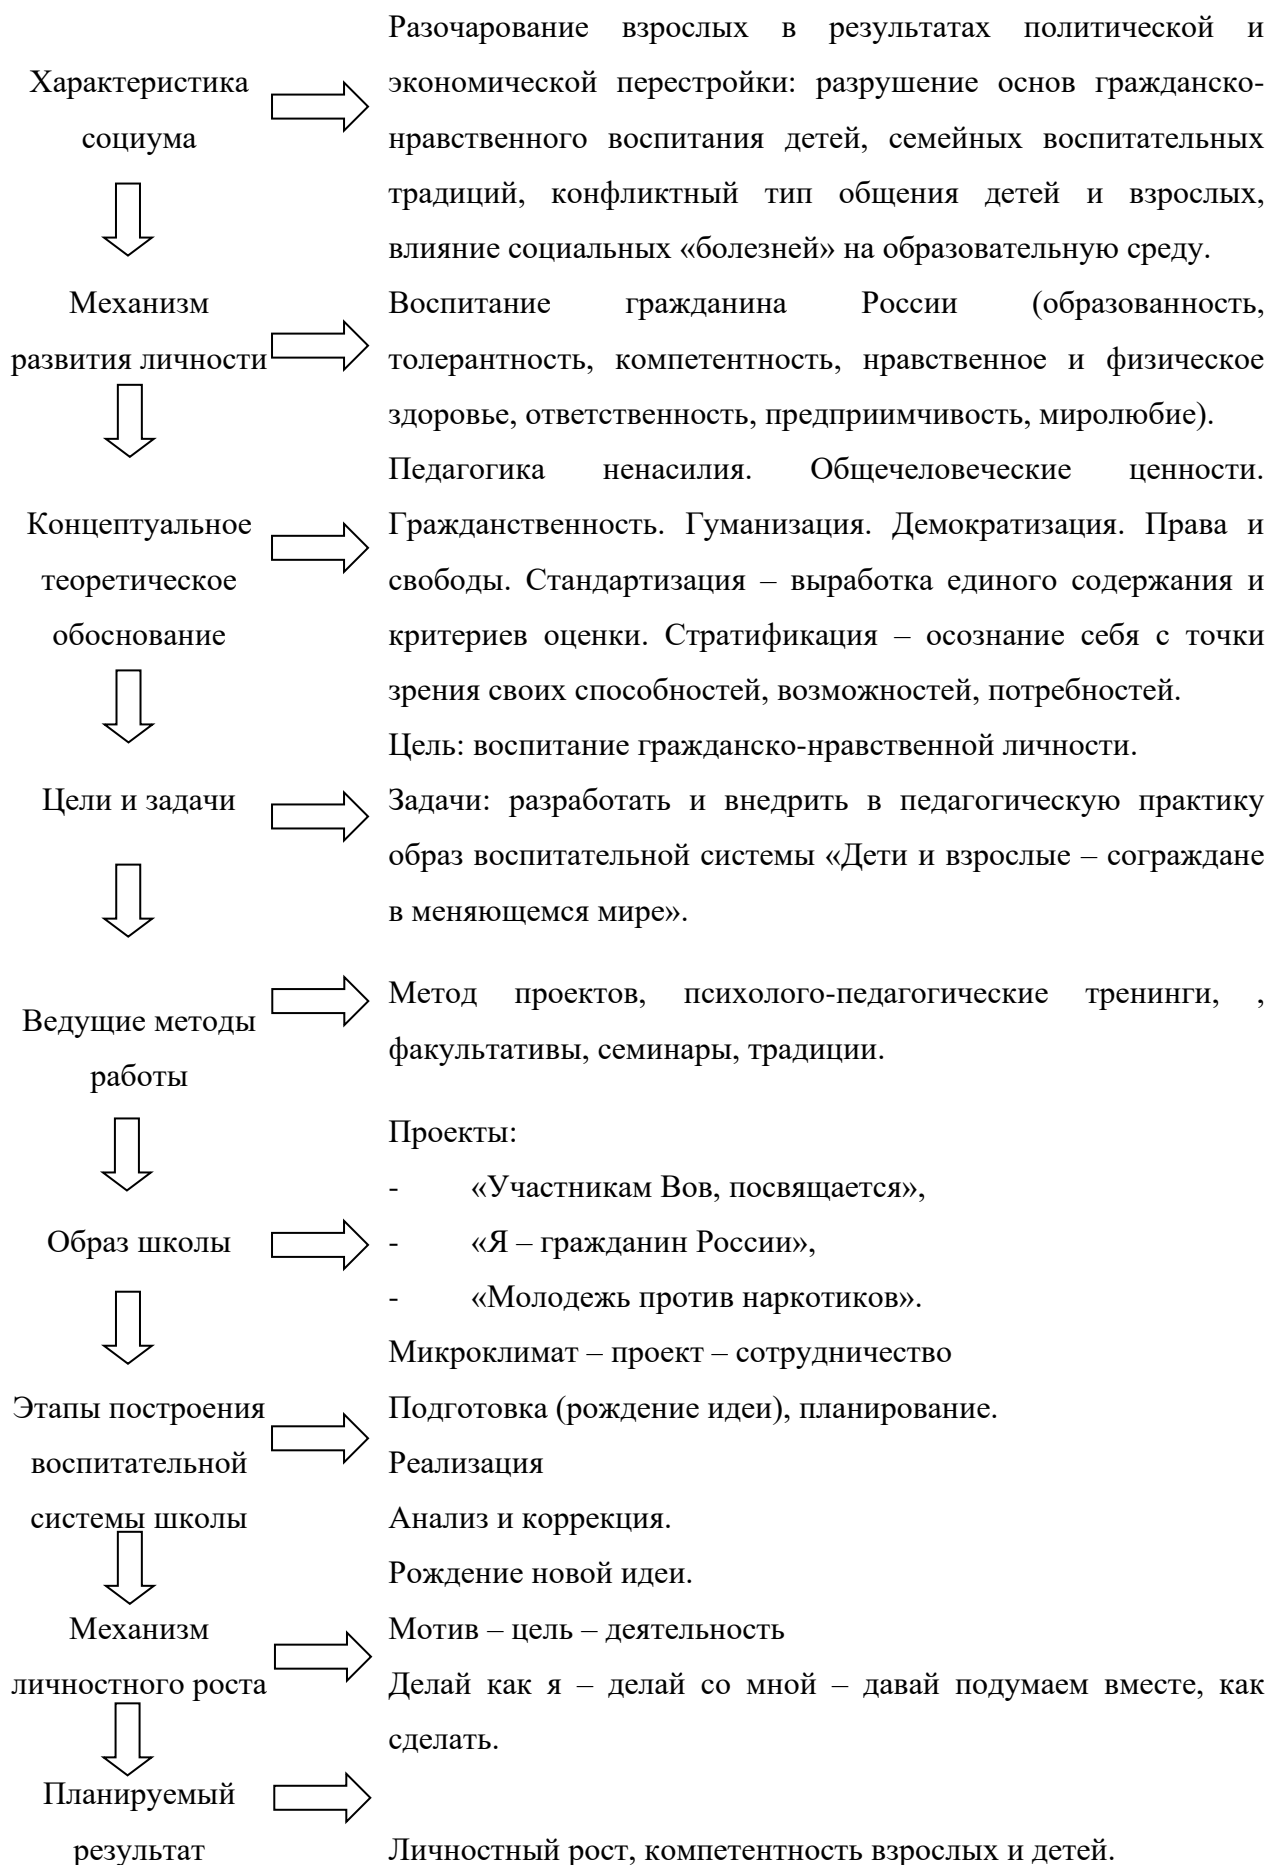 Характеристика
социума
Разочарование взрослых в результатах политической и
экономической перестройки: разрушение основ гражданско-
нравственного воспитания детей, семейных воспитательных
традиций, конфликтный тип общения детей и взрослых,
влияние социальных «болезней» на образовательную среду.
Механизм
развития личности
Воспитание гражданина России (образованность,
толерантность, компетентность, нравственное и физическое
здоровье, ответственность, предприимчивость, миролюбие).
Концептуальное
теоретическое
обоснование
Педагогика ненасилия. Общечеловеческие ценности.
Гражданственность. Гуманизация. Демократизация. Права и
свободы. Стандартизация – выработка единого содержания и
критериев оценки. Стратификация – осознание себя с точки
зрения своих способностей, возможностей, потребностей.
Цели и задачи
Цель: воспитание гражданско-нравственной личности.
Задачи: разработать и внедрить в педагогическую практику
образ воспитательной системы «Дети и взрослые – сограждане
в меняющемся мире».
Ведущие методы
работы
Метод проектов, психолого-педагогические тренинги, ,
факультативы, семинары, традиции.
Образ школы
Проекты:
- «Участникам Вов, посвящается»,
- «Я – гражданин России»,
- «Молодежь против наркотиков».
Микроклимат – проект – сотрудничество
Этапы построения
воспитательной
системы школы
Подготовка (рождение идеи), планирование.
Реализация
Анализ и коррекция.
Рождение новой идеи.
Механизм
личностного роста
Мотив – цель – деятельность
Делай как я – делай со мной – давай подумаем вместе, как
сделать.
Планируемый
результат
Личностный рост, компетентность взрослых и детей.